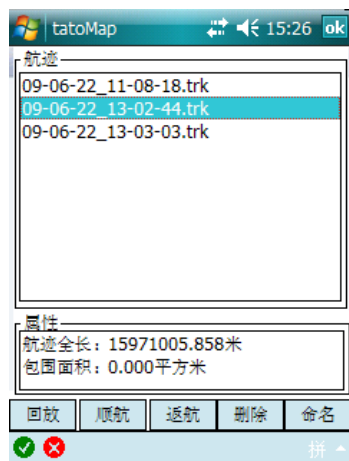 tatoMap 15:26 ok
航迹
09-06-22_11-08-18.trk
09-06-22_13-02-44.trk
09-06-22_13-03-03.trk
属性
航迹全长：15971005.858米
包围面积：0.000平方米
回放 顺航 返航 删除 命名
拼